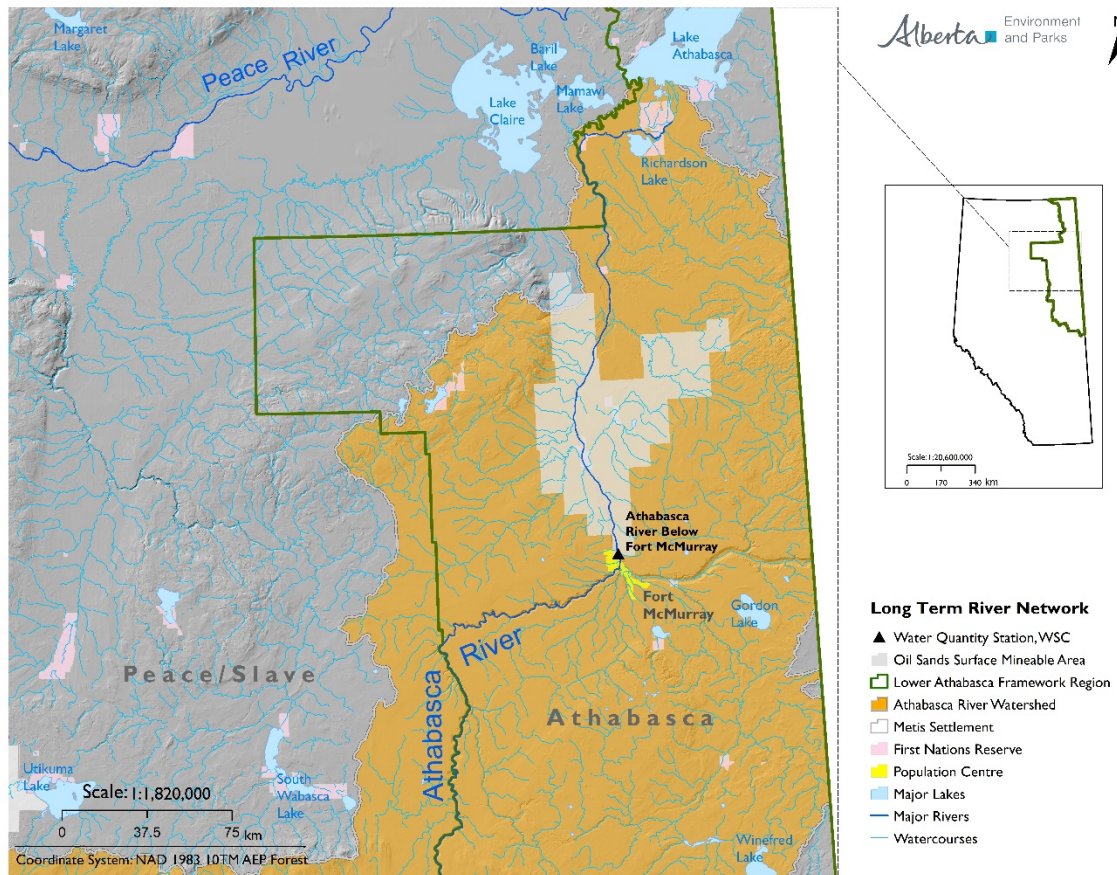 Margaret
Lake
Peace River
Baril
Lake
Lake
Athabasca
Lake
Claire
Mamawi
Lake
Richardson
Lake
Athabasca
River Below
Fort McMurray
Fort
McMurray
Gordon
Lake
River
Athabasca
Peace/Slave
Athabasca
Utikuma
Lake
South
Wabasca
Lake
Winefred
Lake
Scale: 1:1,820,000
0 37.5 75 km
Coordinate System: NAD 1983 10TM AEP Forest
Alberta Environment
and Parks
Scale: 1:20,600,000
0 170 340 km
Long Term River Network
Water Quantity Station, WSC
Oil Sands Surface Mineable Area
Lower Athabasca Framework Region
Athabasca River Watershed
Metis Settlement
First Nations Reserve
Population Centre
Major Lakes
Major Rivers
Watercourses